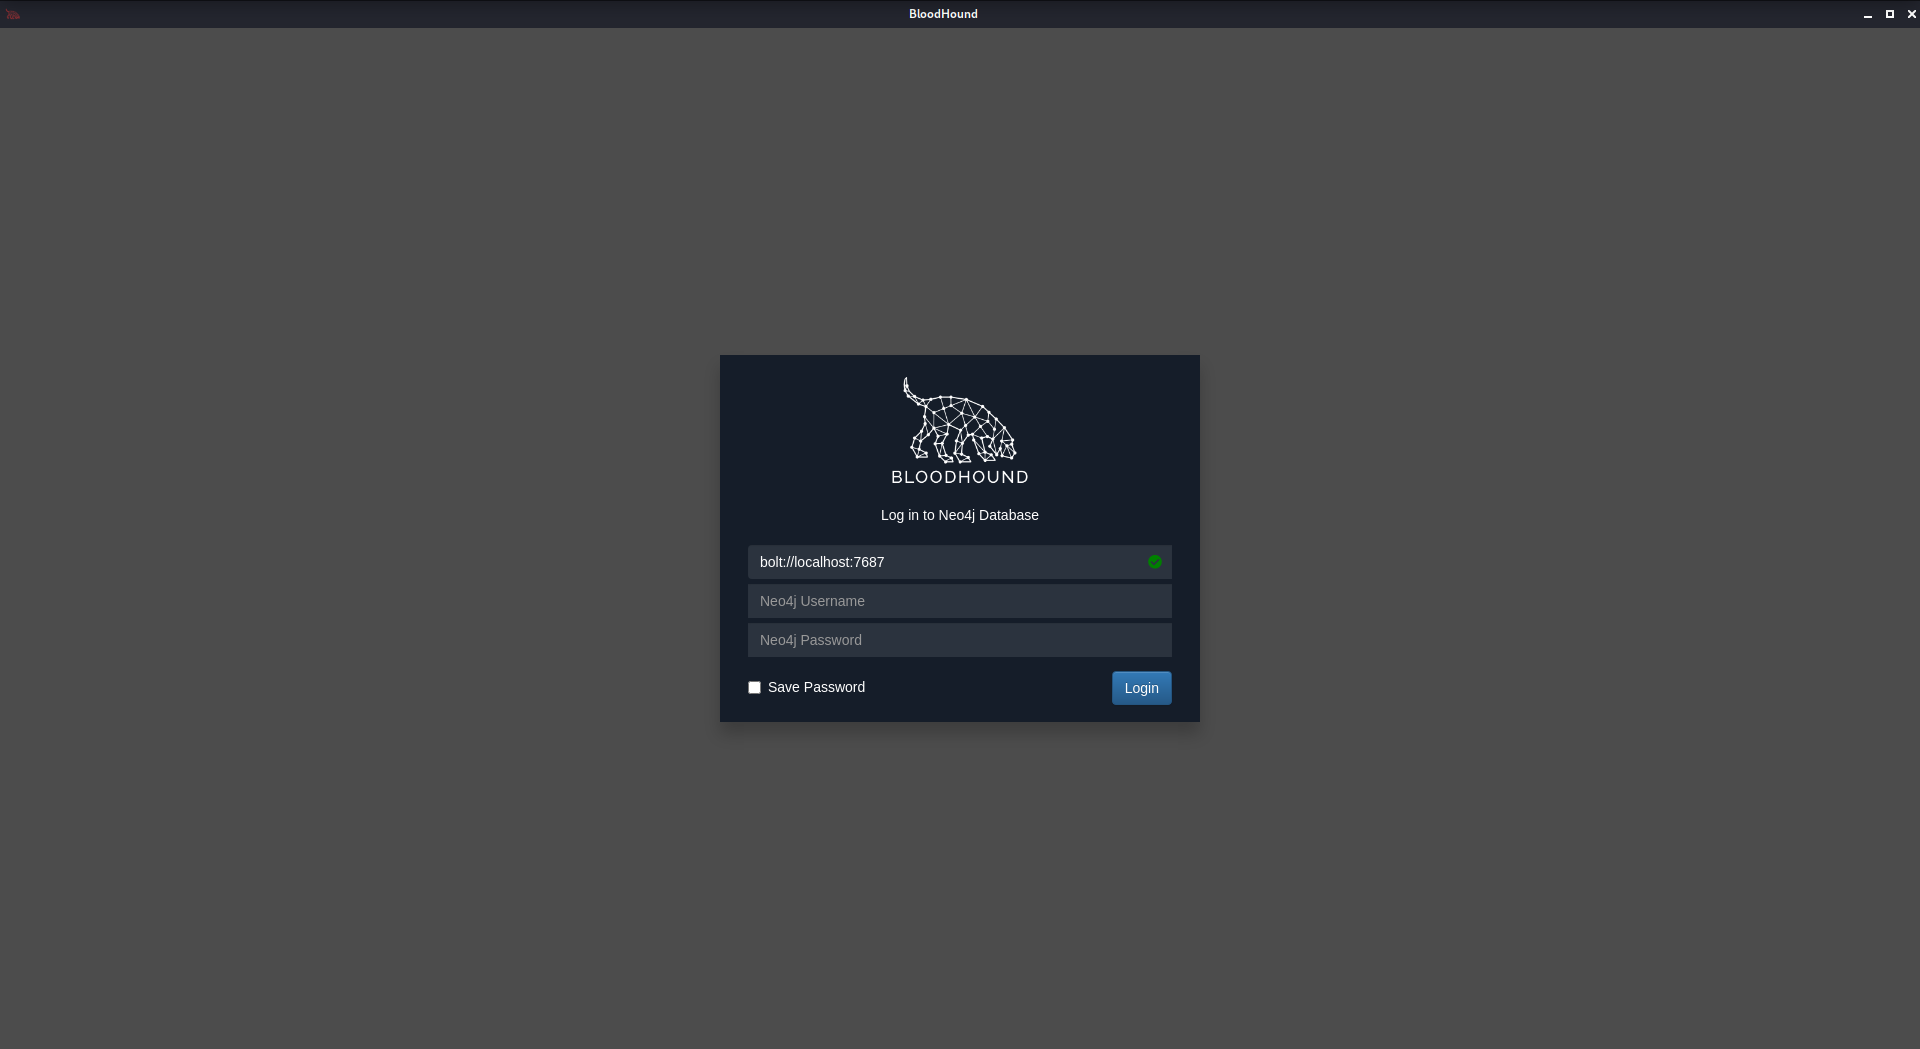 BloodHound
BLOODHOUND
Log in to Neo4j Database
bolt://localhost:7687
Neo4j Username
Neo4j Password
Save Password
Login